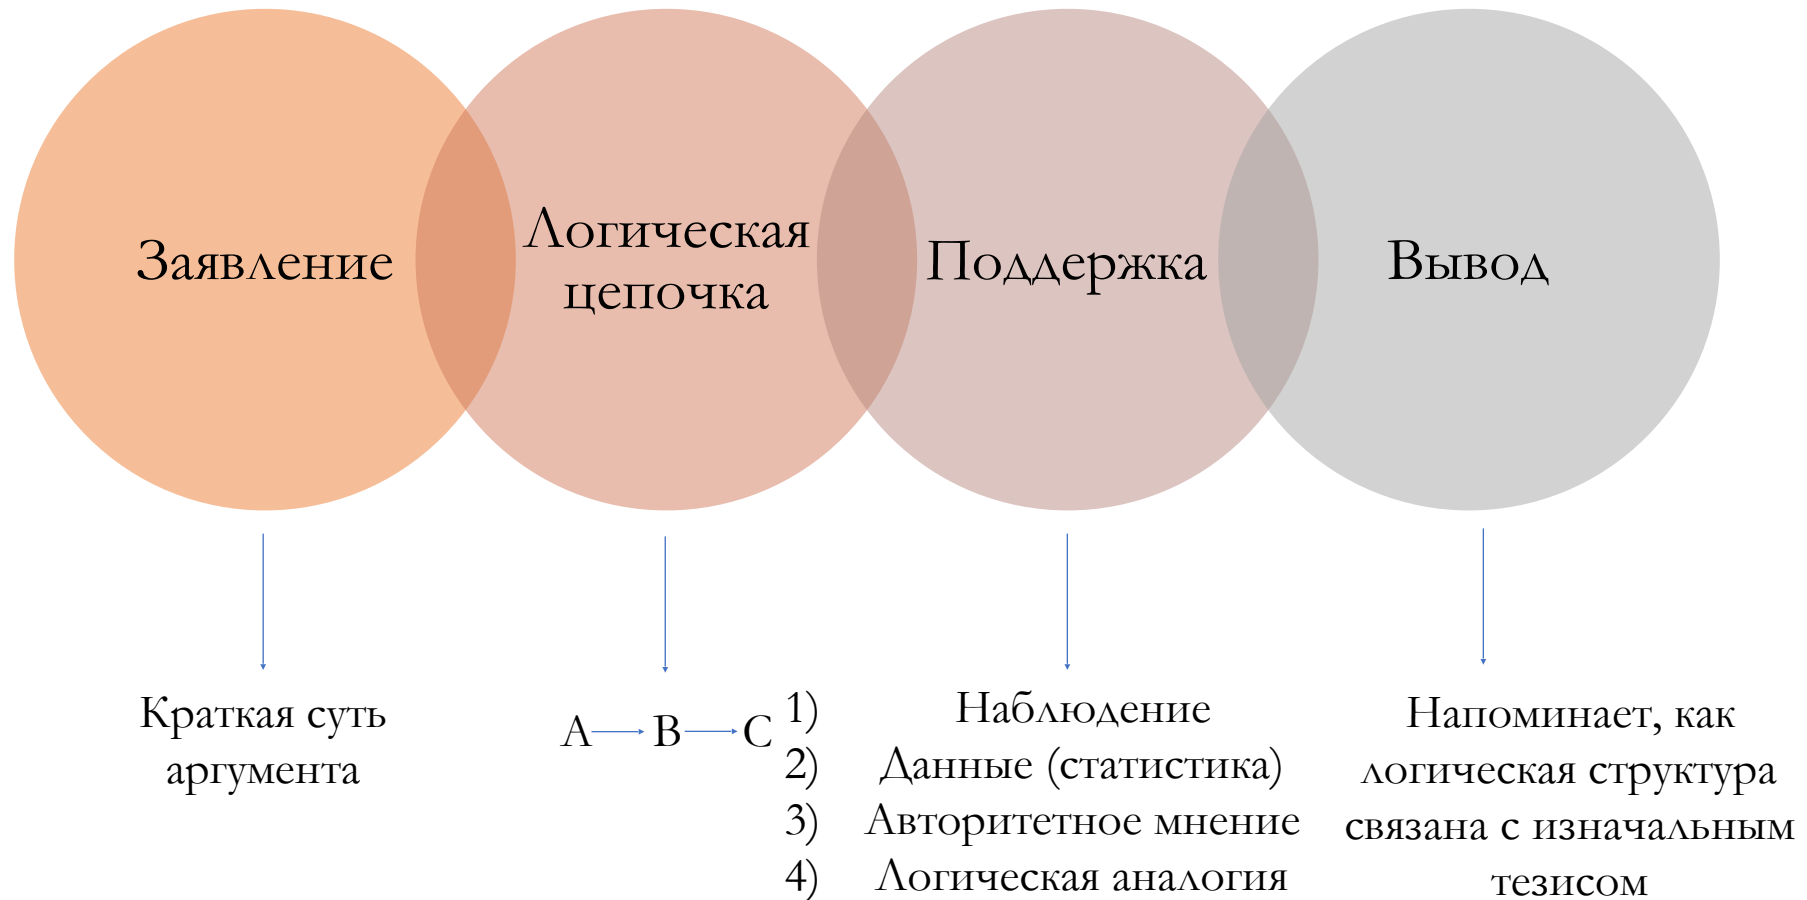 Заявление
Логическая
цепочка
Поддержка
Вывод
Краткая суть
аргумента
A B C
1) Наблюдение
2) Данные (статистика)
3) Авторитетное мнение
4) Логическая аналогия
Напоминает, как
логическая структура
связана с изначальным
тезисом